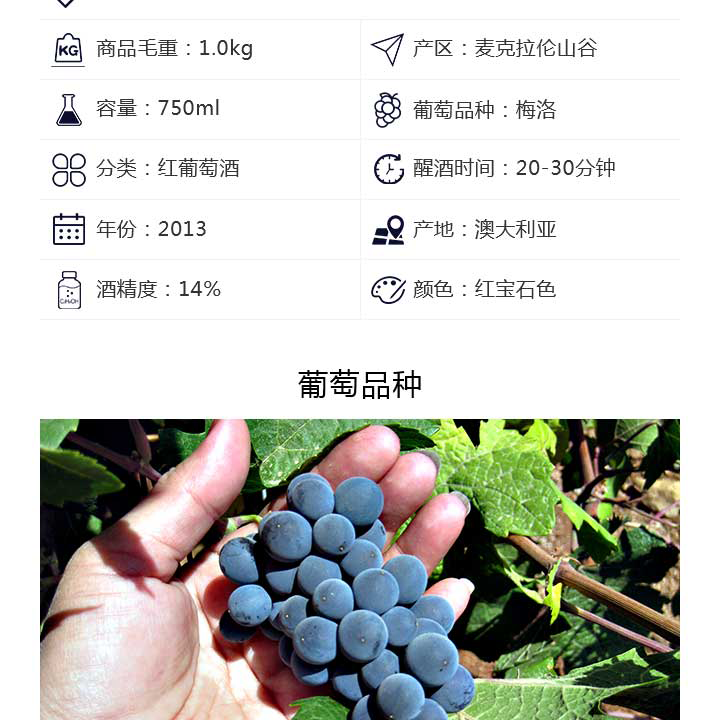 KG 商品毛重：1.0kg
产区：麦克拉伦山谷
容量：750ml
葡萄品种：梅洛
分类：红葡萄酒
醒酒时间：20-30分钟
年份：2013
产地：澳大利亚
C₂H₅OH 酒精度：14%
颜色：红宝石色
葡萄品种